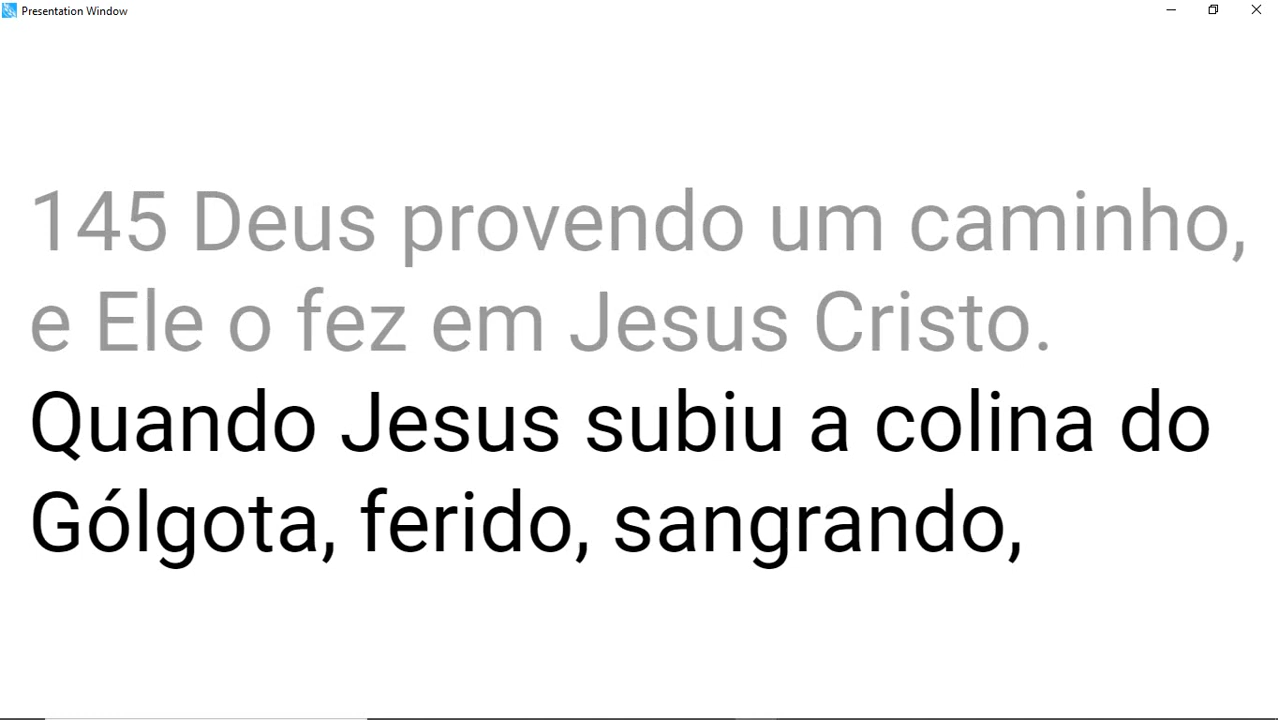 Presentation Window
145 Deus provendo um caminho,
e Ele o fez em Jesus Cristo.
Quando Jesus subiu a colina do
Gólgota, ferido, sangrando,